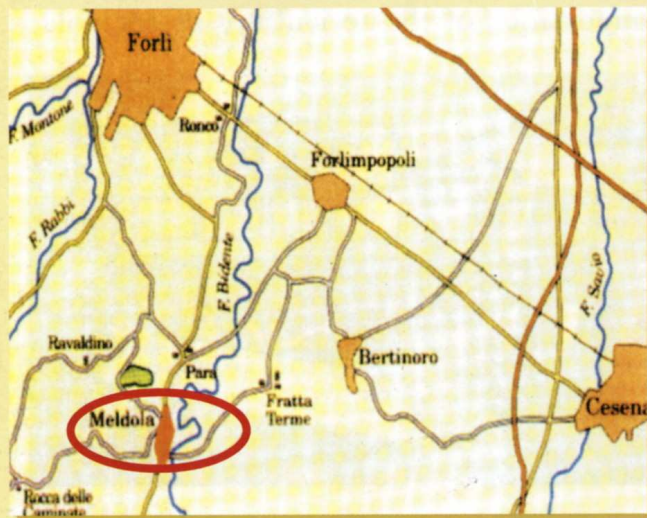 Forlì
F. Montone
Ronco
Forlimpopoli
F. Rabbi
F. Bidente
F. Savio
Ravaldino
Para
Bertinoro
Fratta
Terme
Meldola
Cesena
Rocca delle
Caminate